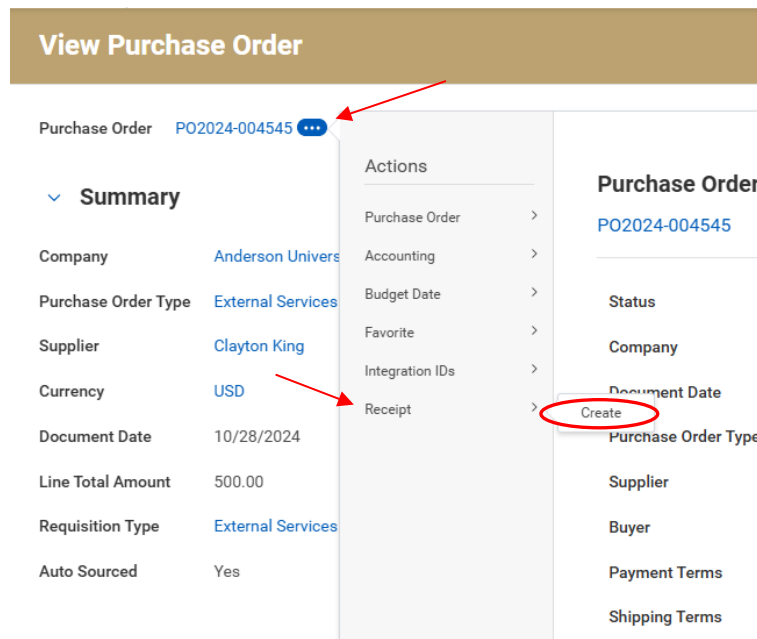 View Purchase Order
Purchase Order PO2024-004545
Summary
Company Anderson Univers
Purchase Order Type External Services
Supplier Clayton King
Currency USD
Document Date 10/28/2024
Line Total Amount 500.00
Requisition Type External Services
Auto Sourced Yes
Actions
Purchase Order
Accounting
Budget Date
Favorite
Integration IDs
Receipt
Create
Purchase Order
PO2024-004545
Status
Company
Document Date
Purchase Order Type
Supplier
Buyer
Payment Terms
Shipping Terms